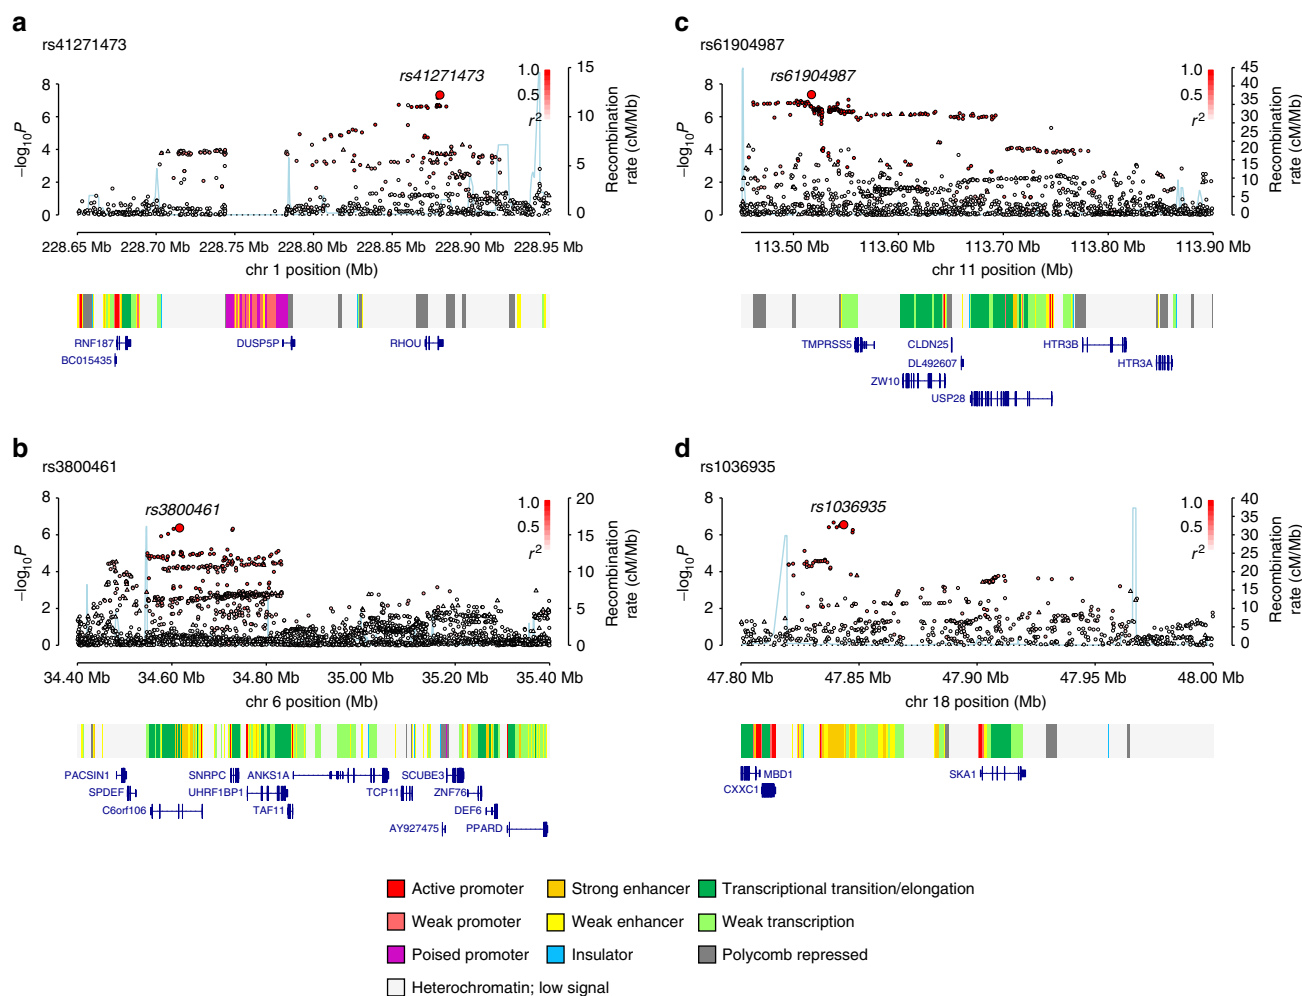 a
rs41271473
rs41271473
8
6
4
2
0
−log10P
1.0
0.5
r2
15
10
5
0
Recombination
rate (cM/Mb)
228.65 Mb 228.70 Mb 228.75 Mb 228.80 Mb 228.85 Mb 228.90 Mb 228.95 Mb
chr 1 position (Mb)
RNF187 DUSP5P RHOU
BC015435
c
rs61904987
rs61904987
8
6
4
2
0
−log10P
1.0
0.5
r2
45
40
35
30
25
20
15
10
5
0
Recombination
rate (cM/Mb)
113.50 Mb 113.60 Mb 113.70 Mb 113.80 Mb 113.90 Mb
chr 11 position (Mb)
TMPRSS5 CLDN25 HTR3B
DL492607 HTR3A
ZW10
USP28
b
rs3800461
rs3800461
8
6
4
2
0
−log10P
1.0
0.5
r2
20
15
10
5
0
Recombination
rate (cM/Mb)
34.40 Mb 34.60 Mb 34.80 Mb 35.00 Mb 35.20 Mb 35.40 Mb
chr 6 position (Mb)
PACSIN1 SNRPC ANKS1A SCUBE3
SPDEF UHRF1BP1 TCP11 ZNF76
C6orf106 TAF11 DEF6
AY927475 PPARD
d
rs1036935
rs1036935
8
6
4
2
0
−log10P
1.0
0.5
r2
40
35
30
25
20
15
10
5
0
Recombination
rate (cM/Mb)
47.80 Mb 47.85 Mb 47.90 Mb 47.95 Mb 48.00 Mb
chr 18 position (Mb)
MBD1 SKA1
CXXC1
Active promoter Strong enhancer Transcriptional transition/elongation
Weak promoter Weak enhancer Weak transcription
Poised promoter Insulator Polycomb repressed
Heterochromatin; low signal